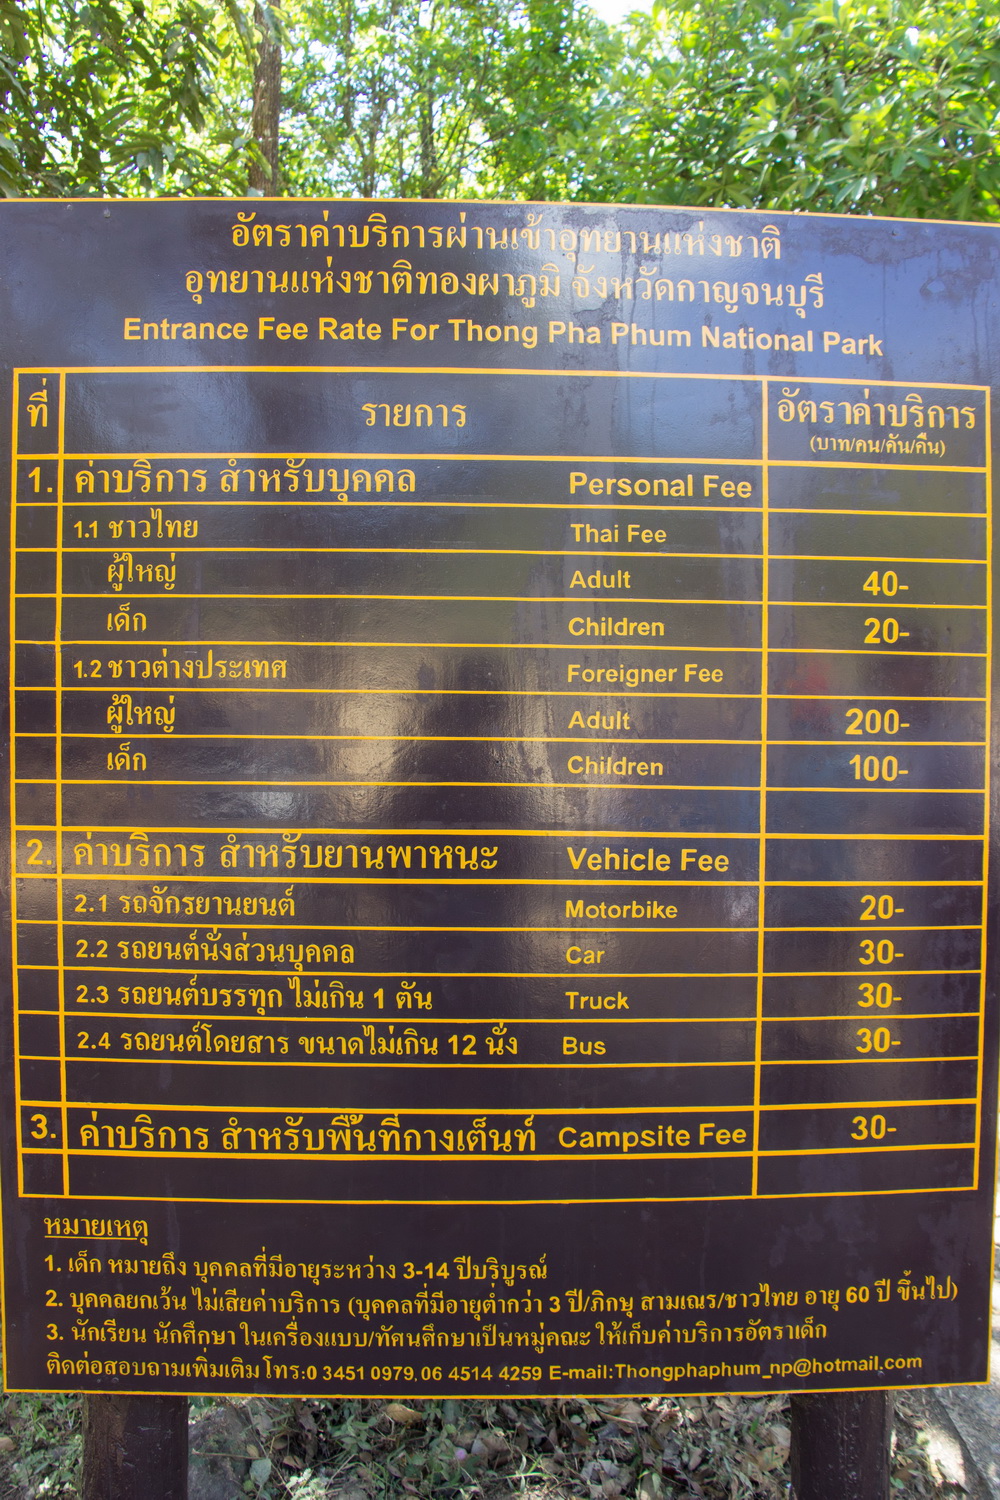 อัตราค่าบริการผ่านเข้าอุทยานแห่งชาติ
อุทยานแห่งชาติทองผาภูมิ จังหวัดกาญจนบุรี
Entrance Fee Rate For Thong Pha Phum National Park
ที่ รายการ อัตราค่าบริการ
(บาท/คน/คัน/คืน)
1. ค่าบริการ สำหรับบุคคล Personal Fee
1.1 ชาวไทย Thai Fee
ผู้ใหญ่ Adult 40-
เด็ก Children 20-
1.2 ชาวต่างประเทศ Foreigner Fee
ผู้ใหญ่ Adult 200-
เด็ก Children 100-
2. ค่าบริการ สำหรับยานพาหนะ Vehicle Fee
2.1 รถจักรยานยนต์ Motorbike 20-
2.2 รถยนต์นั่งส่วนบุคคล Car 30-
2.3 รถยนต์บรรทุก ไม่เกิน 1 ตัน Truck 30-
2.4 รถยนต์โดยสาร ขนาดไม่เกิน 12 นั่ง Bus 30-
3. ค่าบริการ สำหรับพื้นที่กางเต็นท์ Campsite Fee 30-
หมายเหตุ
1. เด็ก หมายถึง บุคคลที่มีอายุระหว่าง 3-14 ปีบริบูรณ์
2. บุคคลยกเว้น ไม่เสียค่าบริการ (บุคคลที่มีอายุต่ำกว่า 3 ปี/ภิกษุ สามเณร/ชาวไทย อายุ 60 ปี ขึ้นไป)
3. นักเรียน นักศึกษา ในเครื่องแบบ/ทัศนศึกษาเป็นหมู่คณะ ให้เก็บค่าบริการอัตราเด็ก
ติดต่อสอบถามเพิ่มเติม โทร:0 3451 0979, 06 4514 4259 E-mail:Thongphaphum_np@hotmail.com